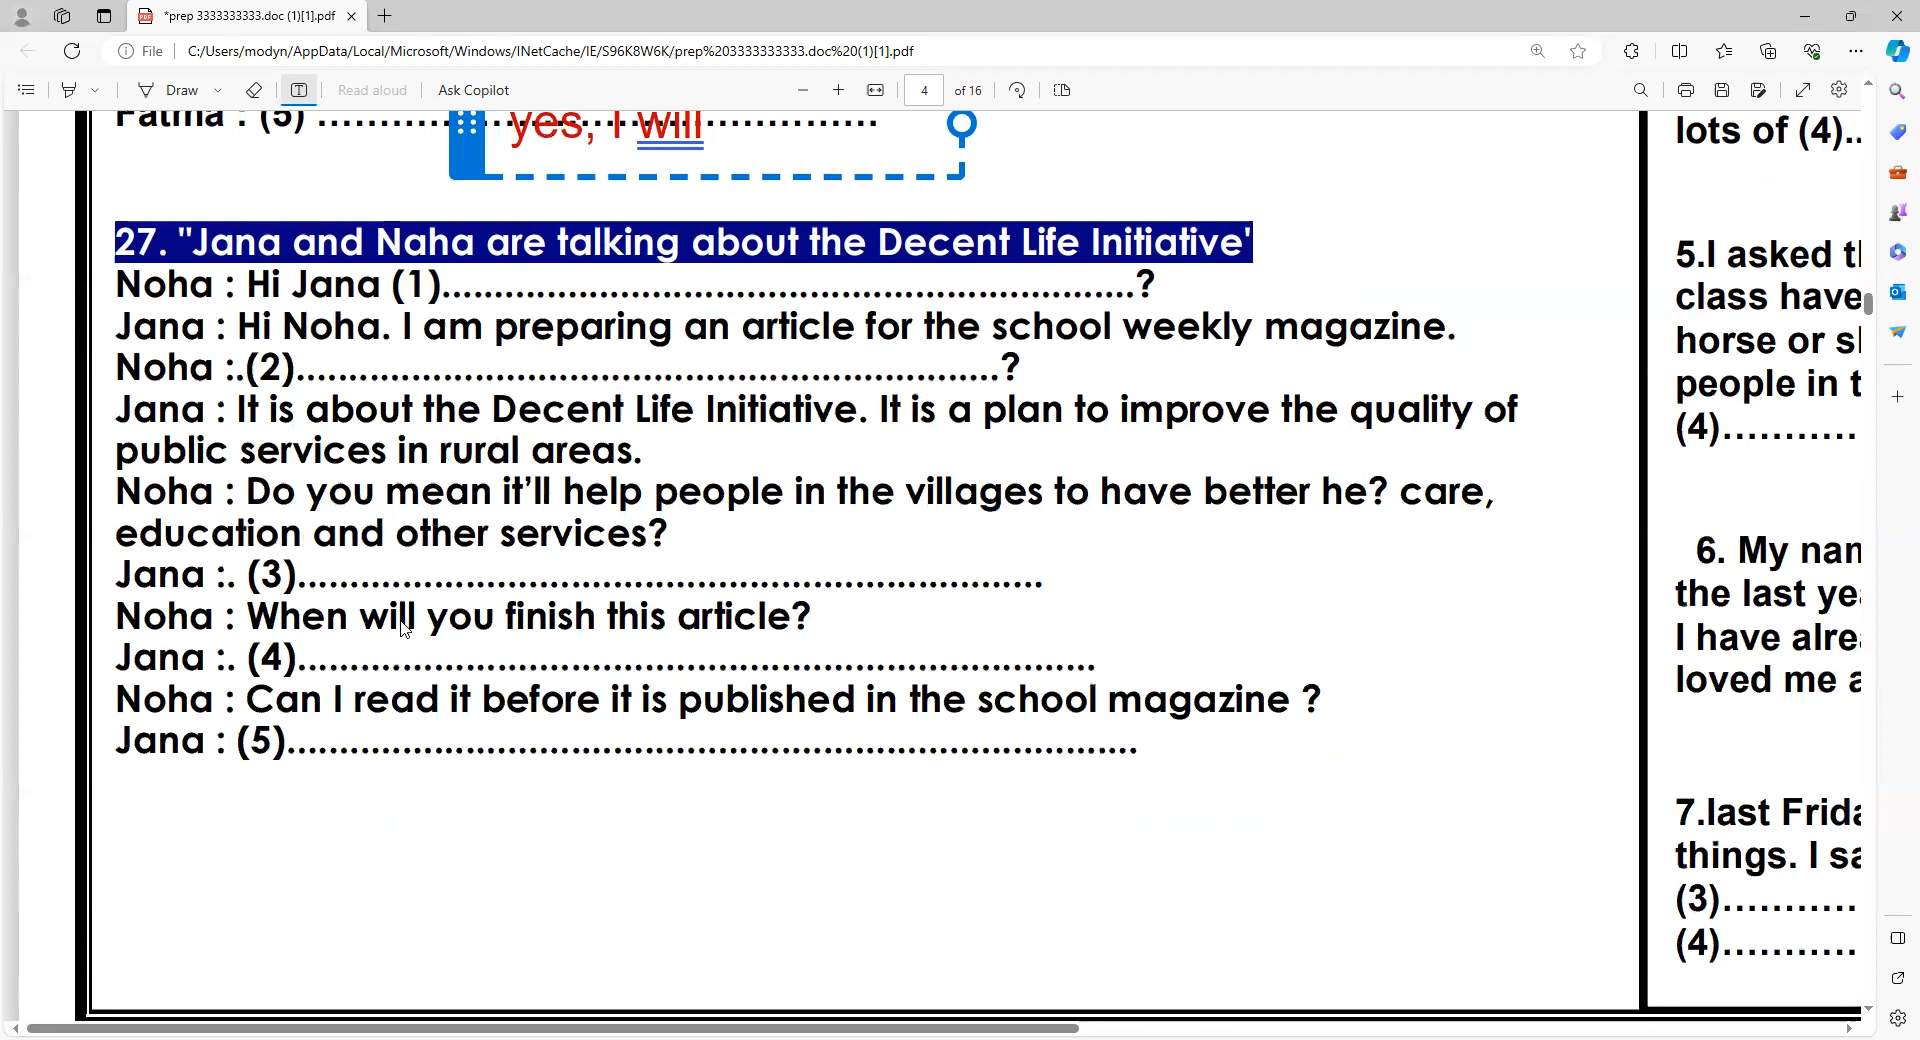 *prep 3333333333.doc (1)[1].pdf
File
C:/Users/modyn/AppData/Local/Microsoft/Windows/INetCache/IE/S96K8W6K/prep%203333333333.doc%20(1)[1].pdf
Draw
Read aloud
Ask Copilot
4 of 16
Fatma : (5) ............................................
yes, I will
27. "Jana and Naha are talking about the Decent Life Initiative'
Noha : Hi Jana (1)..................................................................?
Jana : Hi Noha. I am preparing an article for the school weekly magazine.
Noha :.(2)...................................................................?
Jana : It is about the Decent Life Initiative. It is a plan to improve the quality of
public services in rural areas.
Noha : Do you mean it'll help people in the villages to have better he? care,
education and other services?
Jana :. (3)......................................................................
Noha : When will you finish this article?
Jana :. (4)...........................................................................
Noha : Can I read it before it is published in the school magazine ?
Jana : (5)................................................................................
lots of (4)..
5.I asked
class have
horse or
people in
(4)...........
6. My
the last
I have
loved me
7.last
things. I
(3)...........
(4)...........